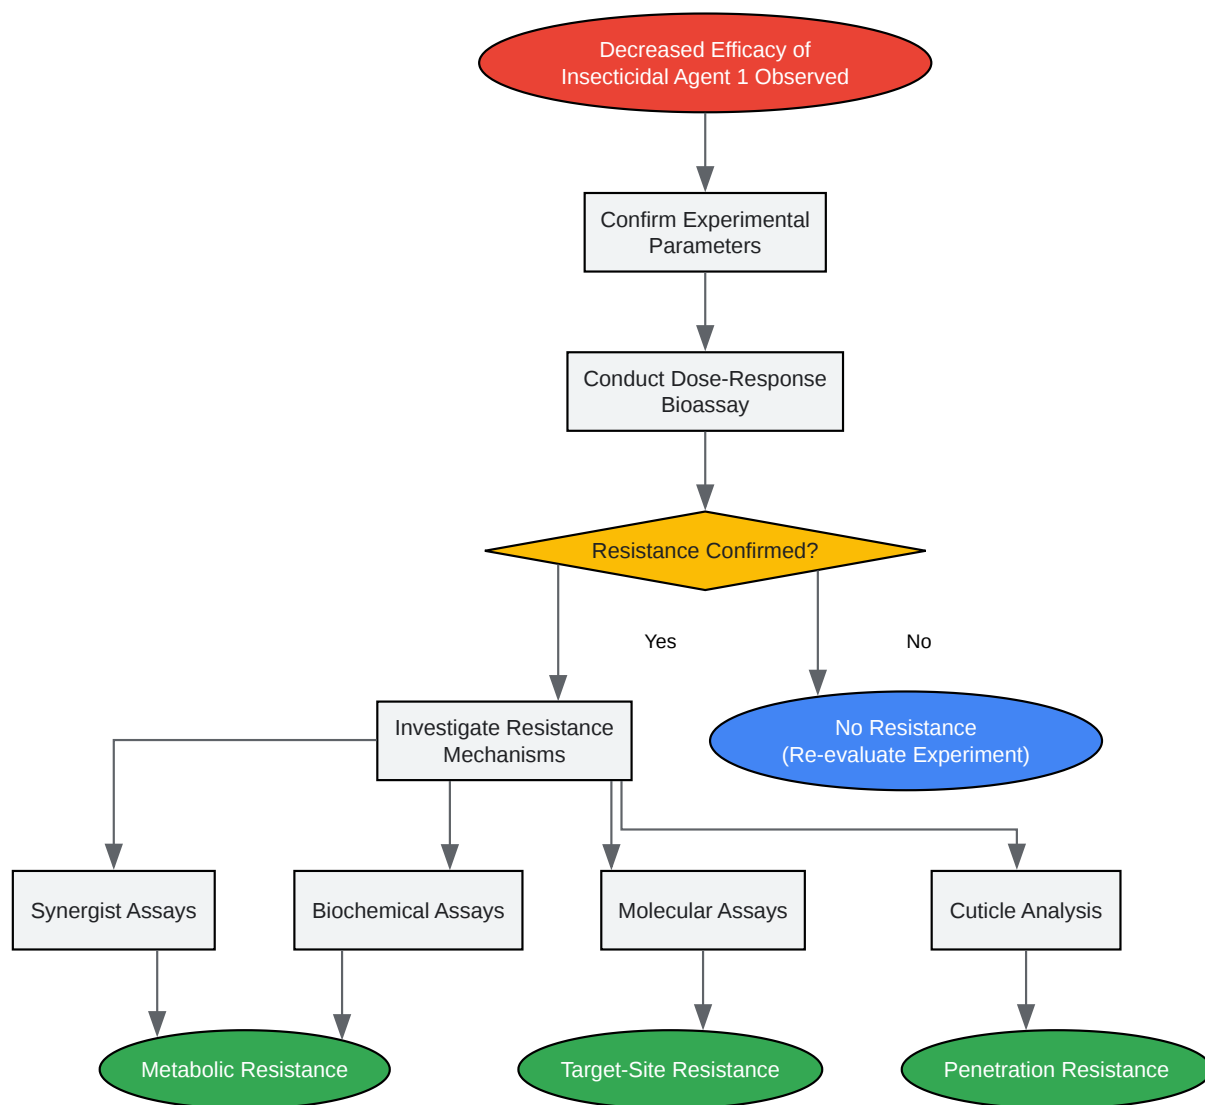 Decreased Efficacy of
Insecticidal Agent 1 Observed
Confirm Experimental
Parameters
Conduct Dose-Response
Bioassay
Resistance Confirmed?
Yes
No
Investigate Resistance
Mechanisms
No Resistance
(Re-evaluate Experiment)
Synergist Assays
Biochemical Assays
Molecular Assays
Cuticle Analysis
Metabolic Resistance
Target-Site Resistance
Penetration Resistance